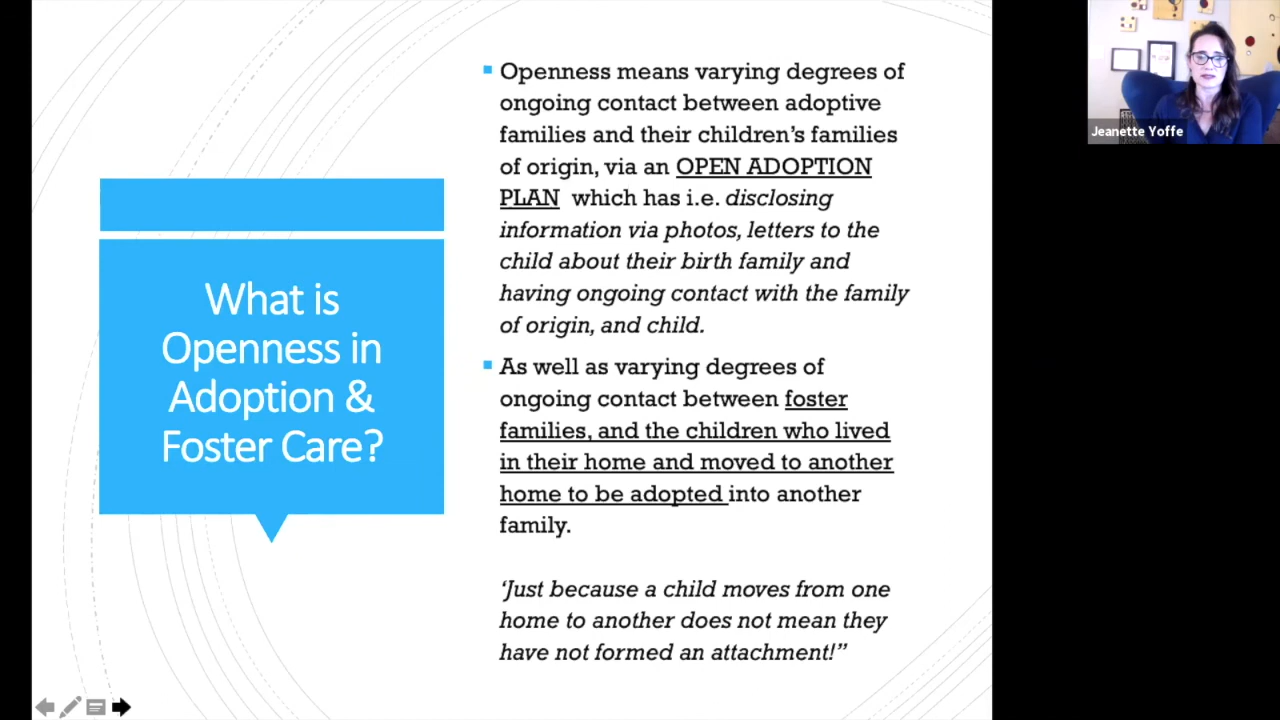 What is
Openness in
Adoption &
Foster Care?
Openness means varying degrees of
ongoing contact between adoptive
families and their children’s families
of origin, via an OPEN ADOPTION
PLAN which has i.e. disclosing
information via photos, letters to the
child about their birth family and
having ongoing contact with the family
of origin, and child.
As well as varying degrees of
ongoing contact between foster
families, and the children who lived
in their home and moved to another
home to be adopted into another
family.
‘Just because a child moves from one
home to another does not mean they
have not formed an attachment!”
Jeanette Yoffe